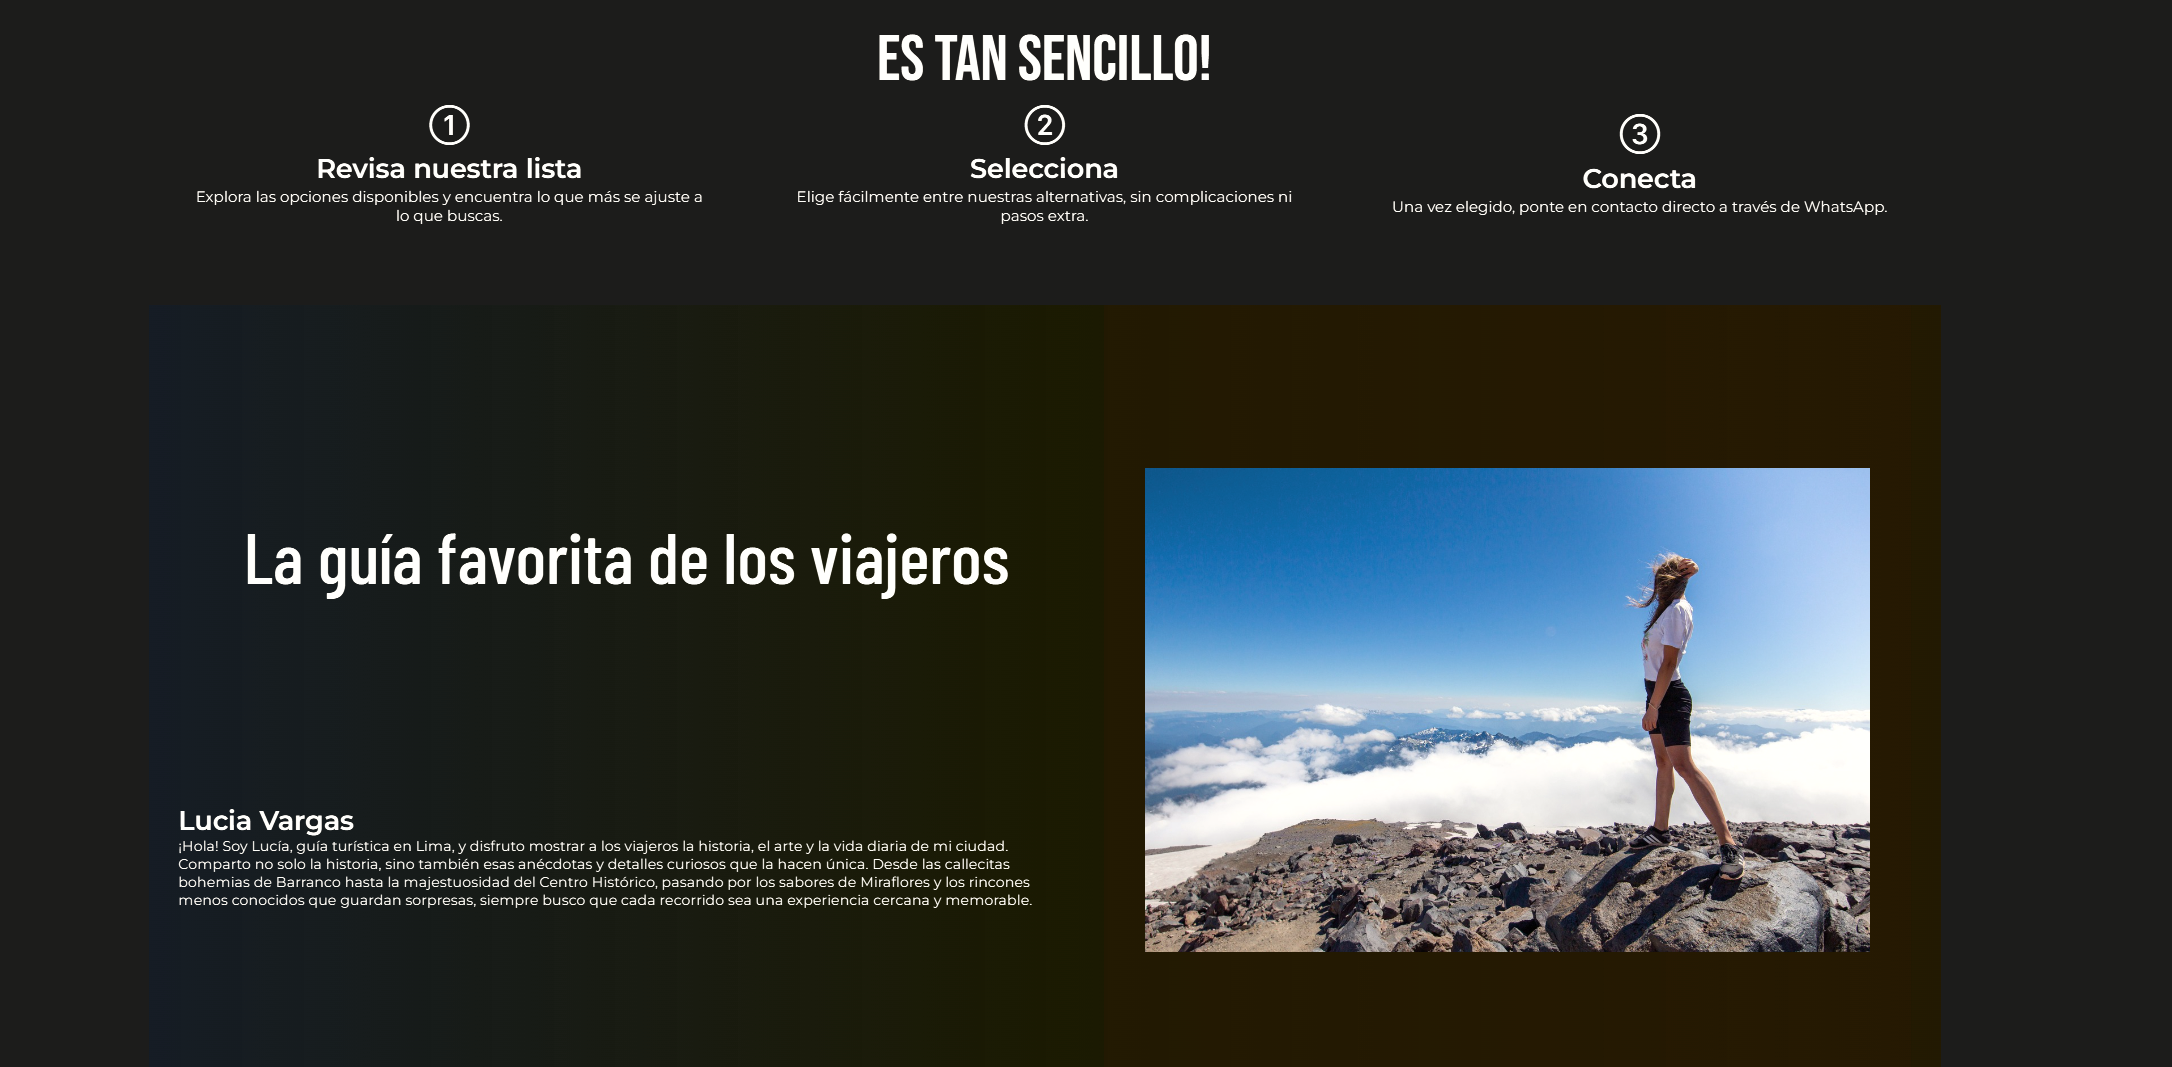 ES TAN SENCILLO!
1
Revisa nuestra lista
Explora las opciones disponibles y encuentra lo que más se ajuste a
lo que buscas.
2
Selecciona
Elige fácilmente entre nuestras alternativas, sin complicaciones ni
pasos extra.
3
Conecta
Una vez elegido, ponte en contacto directo a través de WhatsApp.
La guía favorita de los viajeros
Lucia Vargas
¡Hola! Soy Lucía, guía turística en Lima, y disfruto mostrar a los viajeros la historia, el arte y la vida diaria de mi ciudad.
Comparto no solo la historia, sino también esas anécdotas y detalles curiosos que la hacen única. Desde las callecitas
bohemias de Barranco hasta la majestuosidad del Centro Histórico, pasando por los sabores de Miraflores y los rincones
menos conocidos que guardan sorpresas, siempre busco que cada recorrido sea una experiencia cercana y memorable.